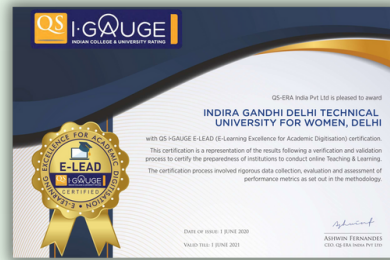 QS
I·GAUGE
INDIAN COLLEGE & UNIVERSITY RATING
QS-ERA India Pvt Ltd is pleased to award
INDIRA GANDHI DELHI TECHNICAL
UNIVERSITY FOR WOMEN, DELHI
with QS I-GAUGE E-LEAD (E-Learning Excellence for Academic Digitisation) certification.
This certification is a representation of the results following a verification and validation
process to certify the preparedness of institutions to conduct online Teaching & Learning.
The certification process involved rigorous data collection, evaluation and assessment of
performance metrics as set out in the methodology.
E-LEARNING EXCELLENCE FOR ACADEMIC DIGITISATION
E-LEAD
QS I·GAUGE
CERTIFIED
DATE OF ISSUE: 1 JUNE 2020
VALID TILL: 1 JUNE 2021
ASHWIN FERNANDES
CEO, QS ERA INDIA PVT LTD